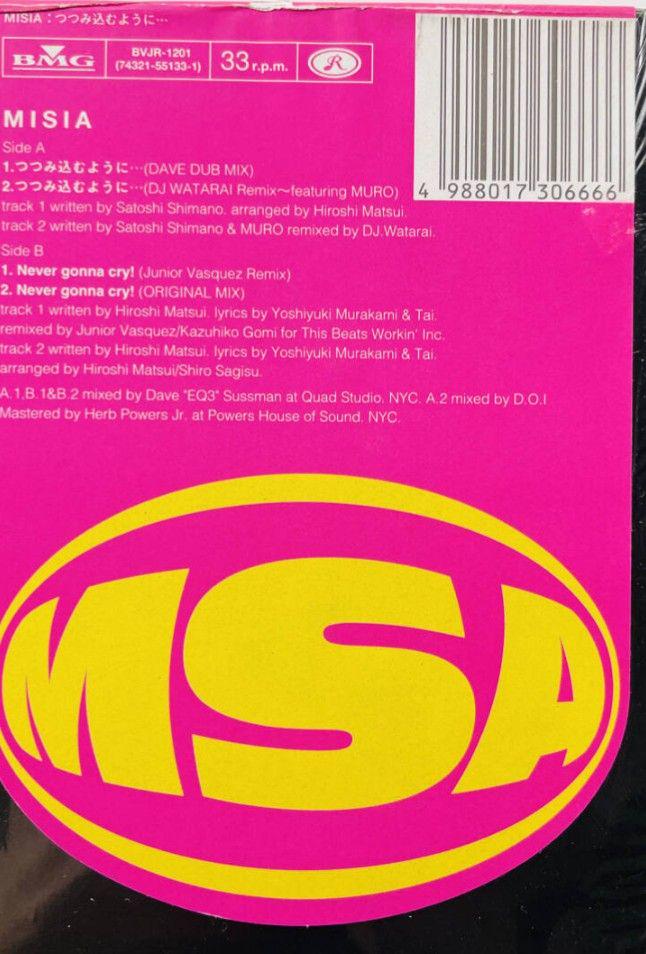 MISIA：つつみ込むように…
BMG
BVJR-1201
(74321-55133-1)
33r.p.m.
R
MISIA
Side A
1.つつみ込むように…(DAVE DUB MIX)
2.つつみ込むように…(DJ WATARAI Remix〜featuring MURO)
track 1 written by Satoshi Shimano. arranged by Hiroshi Matsui.
track 2 written by Satoshi Shimano & MURO remixed by DJ.Watarai.
Side B
1. Never gonna cry! (Junior Vasquez Remix)
2. Never gonna cry! (ORIGINAL MIX)
track 1 written by Hiroshi Matsui. lyrics by Yoshiyuki Murakami & Tai.
remixed by Junior Vasquez/Kazuhiko Gomi for This Beats Workin' Inc.
track 2 written by Hiroshi Matsui. lyrics by Yoshiyuki Murakami & Tai.
arranged by Hiroshi Matsui/Shiro Sagisu.
A.1,B.1&B.2 mixed by Dave "EQ3" Sussman at Quad Studio. NYC. A.2 mixed by D.O.I
Mastered by Herb Powers Jr. at Powers House of Sound. NYC.
4 988017 306666
MSA